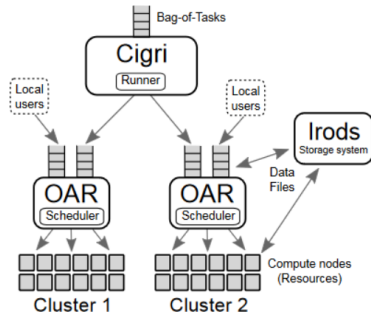 Bag-of-Tasks
Cigri
Runner
Local
users
Local
users
Irods
Storage system
Data
Files
OAR
Scheduler
OAR
Scheduler
Compute nodes
(Resources)
Cluster 1
Cluster 2